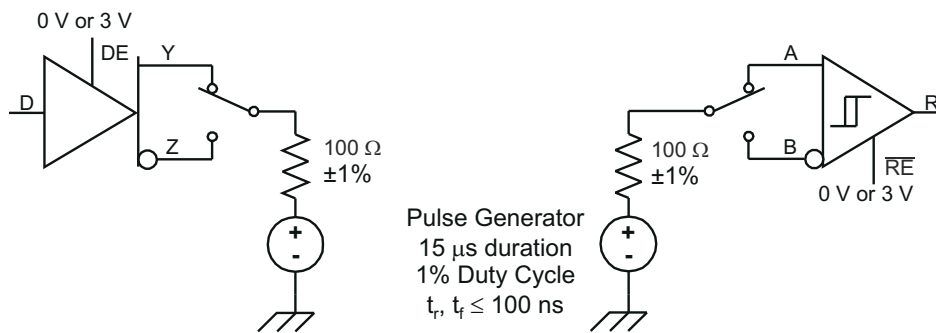 0 V or 3 V
DE
Y
D
Z
100 Ω
±1%
+
-
A
R
B
RE
0 V or 3 V
100 Ω
±1%
+
-
Pulse Generator
15 μs duration
1% Duty Cycle
tr, tf ≤ 100 ns